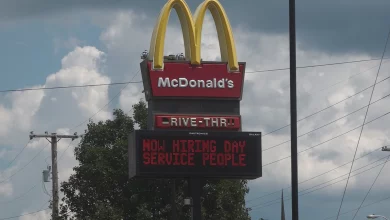 McDonald's
RIVE-THR
NOW HIRING DAY
SERVICE PEOPLE